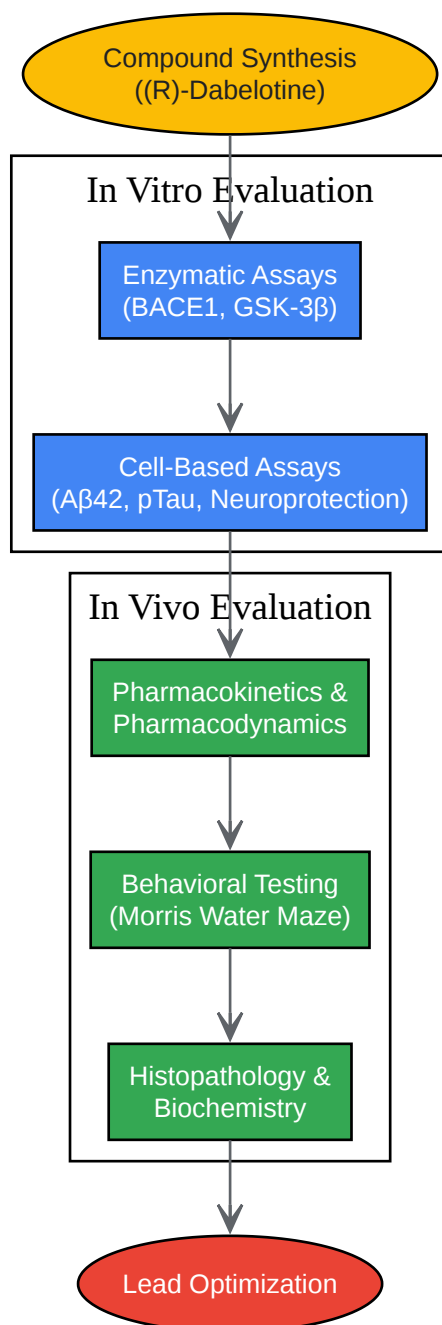 Compound Synthesis
((R)-Dabelotine)
In Vitro Evaluation
Enzymatic Assays
(BACE1, GSK-3β)
Cell-Based Assays
(Aβ42, pTau, Neuroprotection)
In Vivo Evaluation
Pharmacokinetics &
Pharmacodynamics
Behavioral Testing
(Morris Water Maze)
Histopathology &
Biochemistry
Lead Optimization